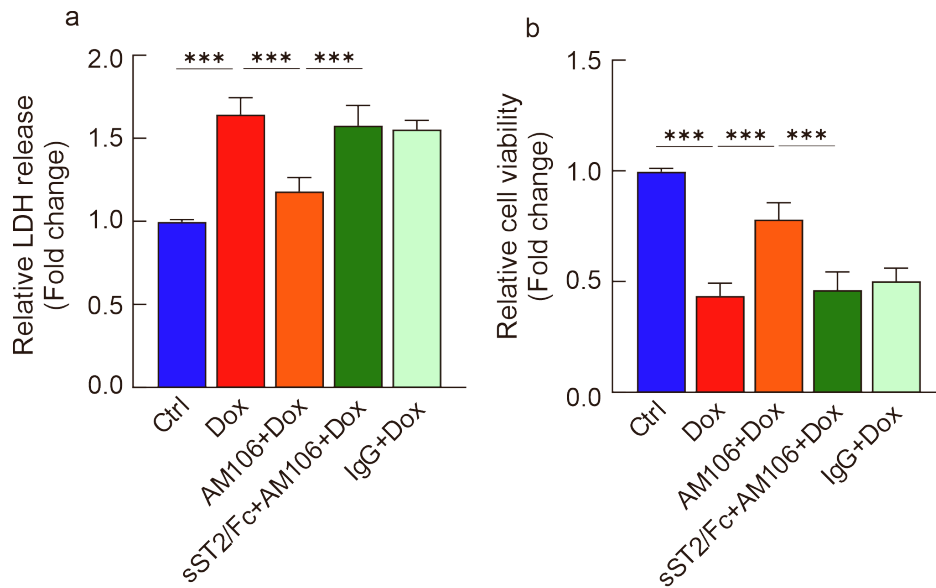 a
Relative LDH release
(Fold change)
2.0
1.5
1.0
0.5
0.0
*** *** ***
Ctrl
Dox
AM106+Dox
sST2/Fc+AM106+Dox
IgG+Dox
b
Relative cell viability
(Fold change)
1.5
1.0
0.5
0.0
*** *** ***
Ctrl
Dox
AM106+Dox
sST2/Fc+AM106+Dox
IgG+Dox